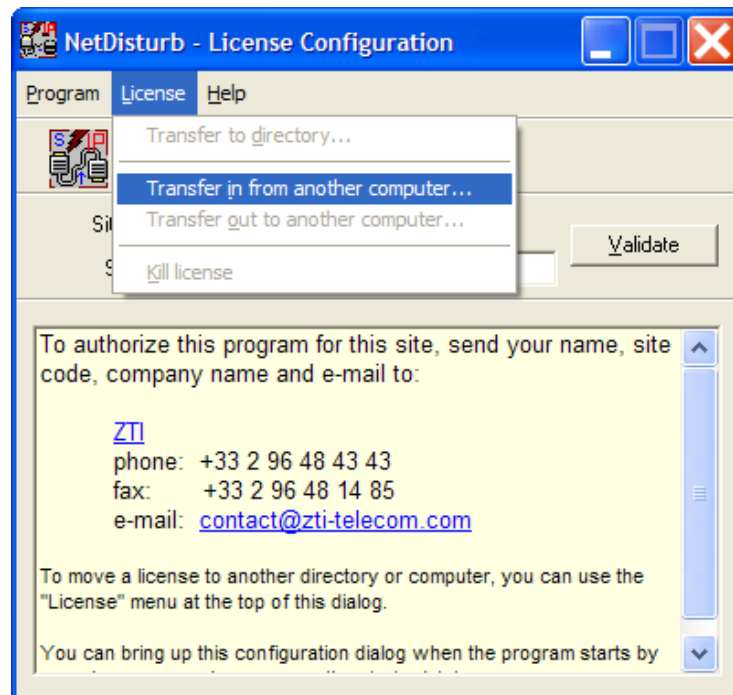 NetDisturb - License Configuration
Program License Help
Transfer to directory...
Transfer in from another computer...
Transfer out to another computer...
Kill license
Validate
To authorize this program for this site, send your name, site
code, company name and e-mail to:
ZTI
phone: +33 2 96 48 43 43
fax: +33 2 96 48 14 85
e-mail: contact@zti-telecom.com
To move a license to another directory or computer, you can use the
"License" menu at the top of this dialog.
You can bring up this configuration dialog when the program starts by